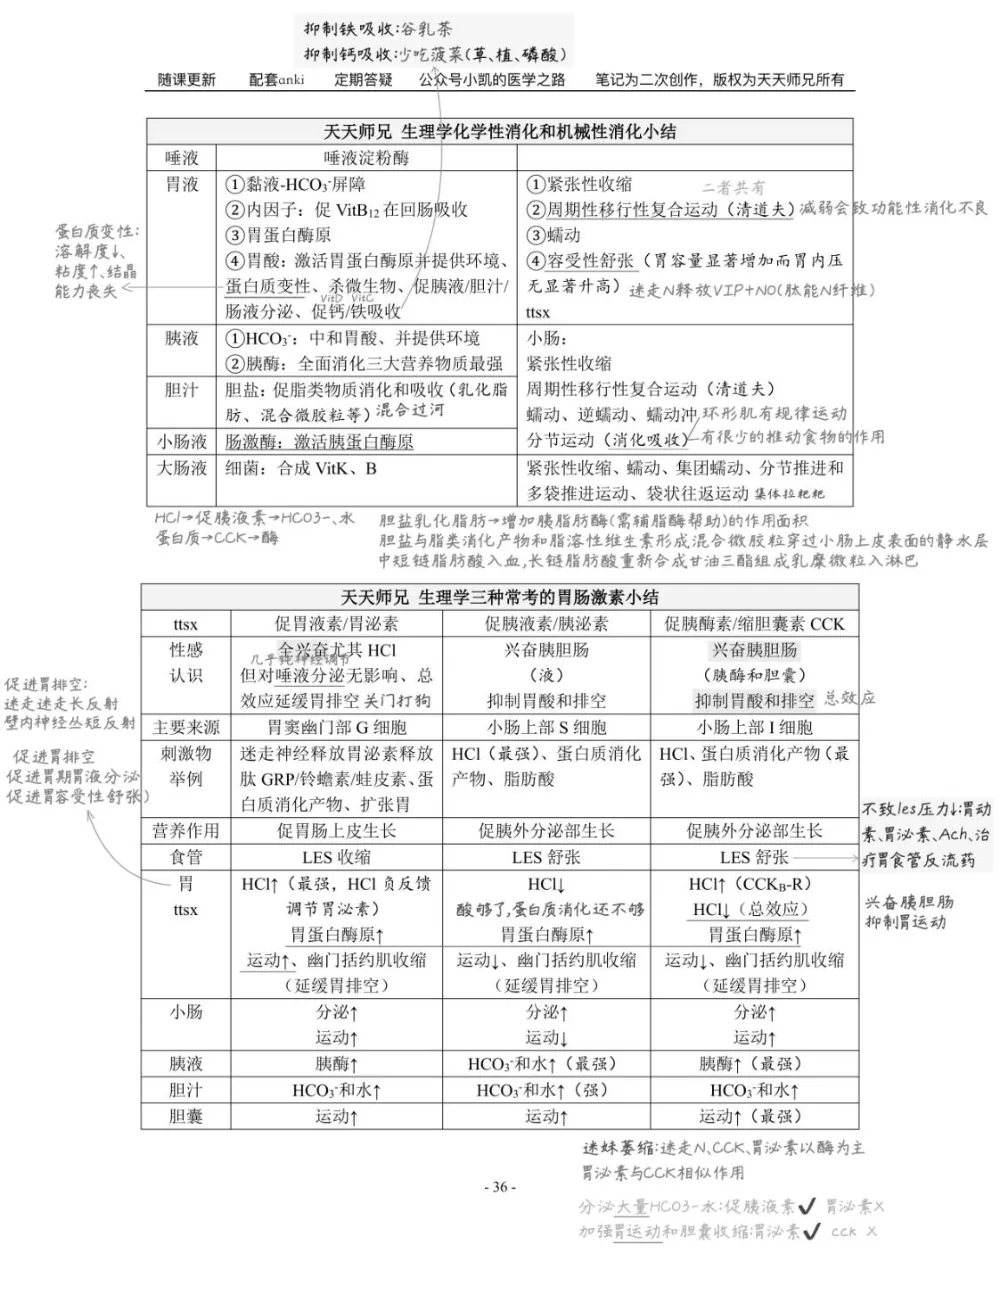 抑制铁吸收:谷乳茶
抑制钙吸收:少吃菠菜(草、植、磷酸)
随课更新 配套anki 定期答疑 公众号小凯的医学之路 笔记为二次创作，版权为天天师兄所有
天天师兄 生理学化学性消化和机械性消化小结
唾液 唾液淀粉酶
胃液
①黏液-HCO₃⁻屏障
②内因子：促 VitB₁₂在回肠吸收
③胃蛋白酶原
④胃酸：激活胃蛋白酶原并提供环境、
蛋白质变性、杀微生物、促胰液/胆汁/
VitD VitC
肠液分泌、促钙/铁吸收
①紧张性收缩
二者共有
②周期性移行性复合运动（清道夫）减弱会致功能性消化不良
③蠕动
④容受性舒张（胃容量显著增加而胃内压
无显著升高）迷走N释放VIP+NO(肽能N纤维)
ttsx
蛋白质变性:
溶解度↓、
粘度↑、结晶
能力丧失
胰液
①HCO₃⁻：中和胃酸、并提供环境
②胰酶：全面消化三大营养物质最强
胆汁
胆盐：促脂类物质消化和吸收（乳化脂
肪、混合微胶粒等）混合过河
小肠液 肠激酶：激活胰蛋白酶原
小肠：
紧张性收缩
周期性移行性复合运动（清道夫）
蠕动、逆蠕动、蠕动冲 环形肌有规律运动
分节运动（消化吸收）有很少的推动食物的作用
大肠液 细菌：合成 VitK、B
紧张性收缩、蠕动、集团蠕动、分节推进和
多袋推进运动、袋状往返运动 集体拉粑粑
HCl→促胰液素→HCO3-、水
蛋白质→CCK→酶
胆盐乳化脂肪→增加胰脂肪酶(需辅脂酶帮助)的作用面积
胆盐与脂类消化产物和脂溶性维生素形成混合微胶粒穿过小肠上皮表面的静水层
中短链脂肪酸入血,长链脂肪酸重新合成甘油三酯组成乳糜微粒入淋巴
天天师兄 生理学三种常考的胃肠激素小结
ttsx 促胃液素/胃泌素 促胰液素/胰泌素 促胰酶素/缩胆囊素 CCK
性感
认识
全兴奋尤其 HCl
几乎纯神经调节
但对唾液分泌无影响、总
效应延缓胃排空 关门打狗
兴奋胰胆肠
（液）
抑制胃酸和排空
兴奋胰胆肠
（胰酶和胆囊）
抑制胃酸和排空 总效应
促进胃排空:
迷走迷走长反射
壁内神经丛短反射
主要来源 胃窦幽门部 G 细胞 小肠上部 S 细胞 小肠上部 I 细胞
刺激物
举例
迷走神经释放胃泌素释放
肽 GRP/铃蟾素/蛙皮素、蛋
白质消化产物、扩张胃
HCl（最强）、蛋白质消化
产物、脂肪酸
HCl、蛋白质消化产物（最
强）、脂肪酸
促进胃排空
促进胃期胃液分泌
促进胃容受性舒张）
营养作用 促胃肠上皮生长 促胰外分泌部生长 促胰外分泌部生长
食管 LES 收缩 LES 舒张 LES 舒张
不致les压力↓:胃动
素、胃泌素、Ach、治
疗胃食管反流药
胃
ttsx
HCl↑（最强，HCl 负反馈
调节胃泌素）
胃蛋白酶原↑
运动↑、幽门括约肌收缩
（延缓胃排空）
HCl↓
酸够了,蛋白质消化还不够
胃蛋白酶原↑
运动↓、幽门括约肌收缩
（延缓胃排空）
HCl↑（CCK_B-R）
HCl↓（总效应）
胃蛋白酶原↑
运动↓、幽门括约肌收缩
（延缓胃排空）
兴奋胰胆肠
抑制胃运动
小肠
分泌↑ 分泌↑ 分泌↑
运动↑ 运动↓ 运动↑
胰液 胰酶↑ HCO₃⁻和水↑（最强） 胰酶↑（最强）
胆汁 HCO₃⁻和水↑ HCO₃⁻和水↑（强） HCO₃⁻和水↑
胆囊 运动↑ 运动↑ 运动↑（最强）
迷妹萎缩:迷走N、CCK、胃泌素以酶为主
胃泌素与CCK相似作用
- 36 -
分泌大量HCO3-水:促胰液素✔ 胃泌素X
加强胃运动和胆囊收缩:胃泌素✔ cck X